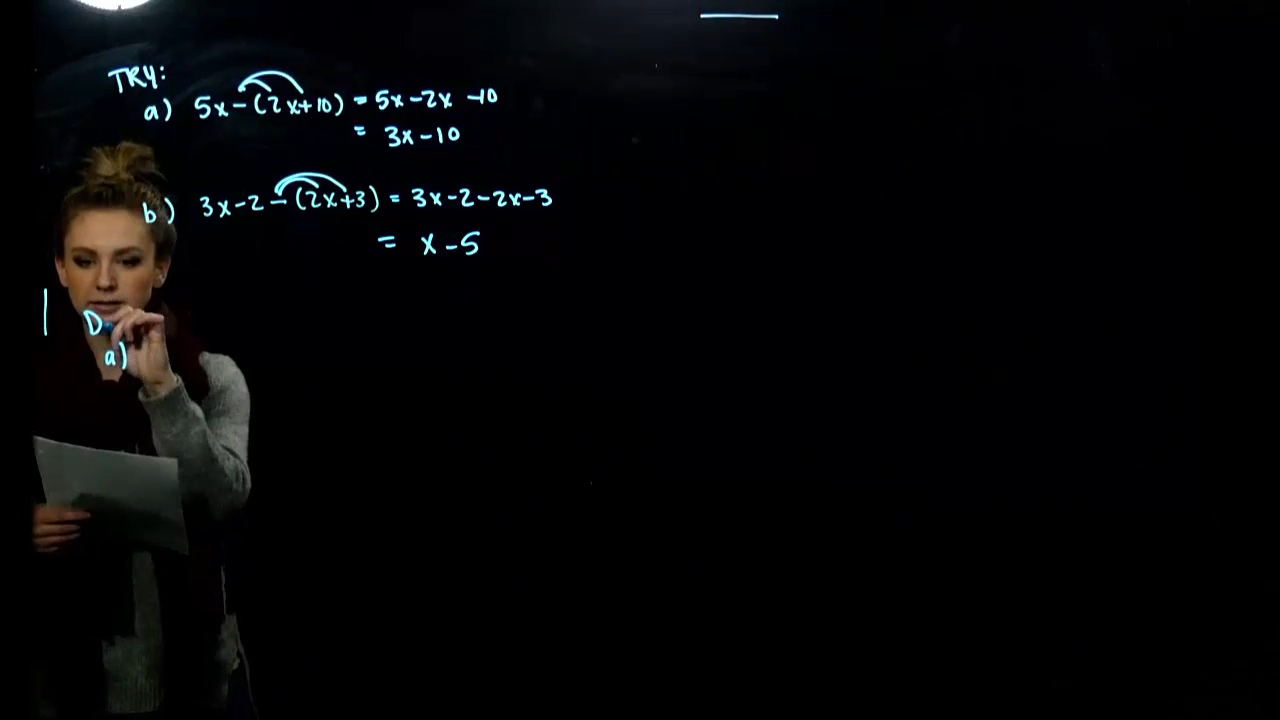 TRY:
a) 5x-(2x+10) = 5x-2x -10
= 3x-10
b) 3x-2-(2x+3) = 3x-2-2x-3
= x-5
D
a)